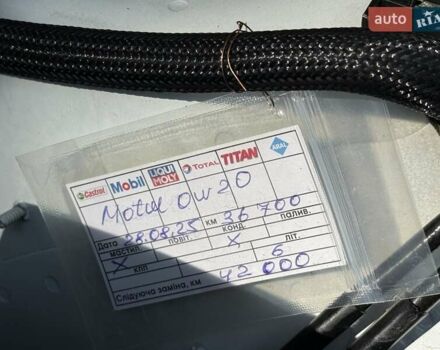 auto RIA
Castrol Mobil LIQUI MOLY TOTAL TITAN ARAL
Motul 0W20
Дата 28.08.25 км 36 700
мастил. повіт. конд. палив.
X X
КПП 6 літ.
Слідуюча заміна, км 42 000